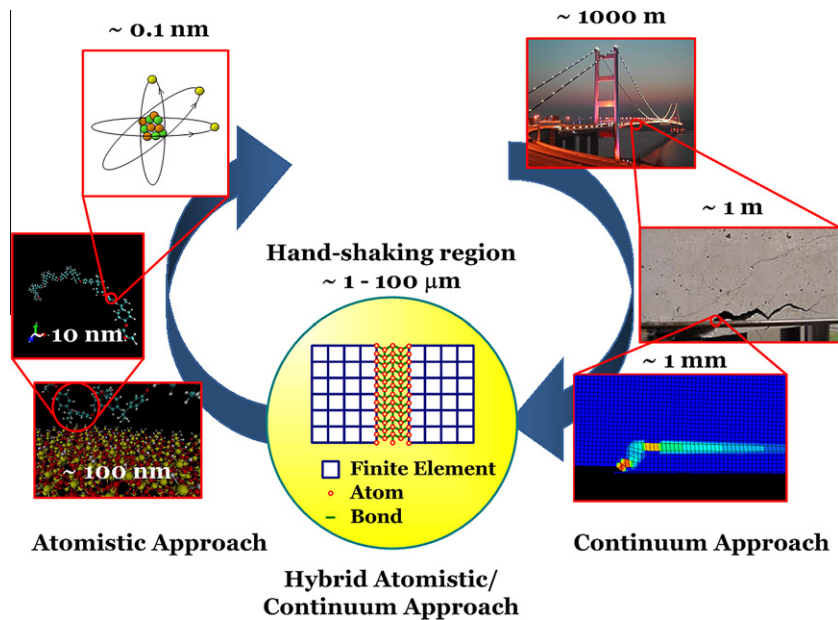 ~ 0.1 nm
~ 1000 m
~ 1 m
Hand-shaking region
~ 1 - 100 μm
~ 10 nm
~ 1 mm
~ 100 nm
Finite Element
Atom
Bond
Atomistic Approach
Continuum Approach
Hybrid Atomistic/
Continuum Approach